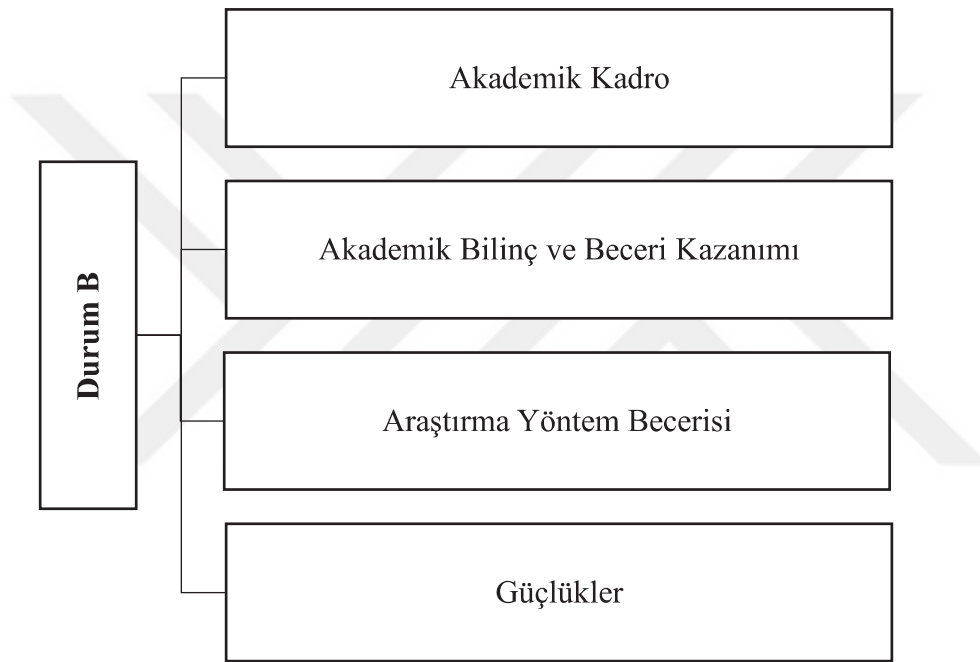 Durum B
Akademik Kadro
Akademik Bilinç ve Beceri Kazanımı
Araştırma Yöntem Becerisi
Güçlükler